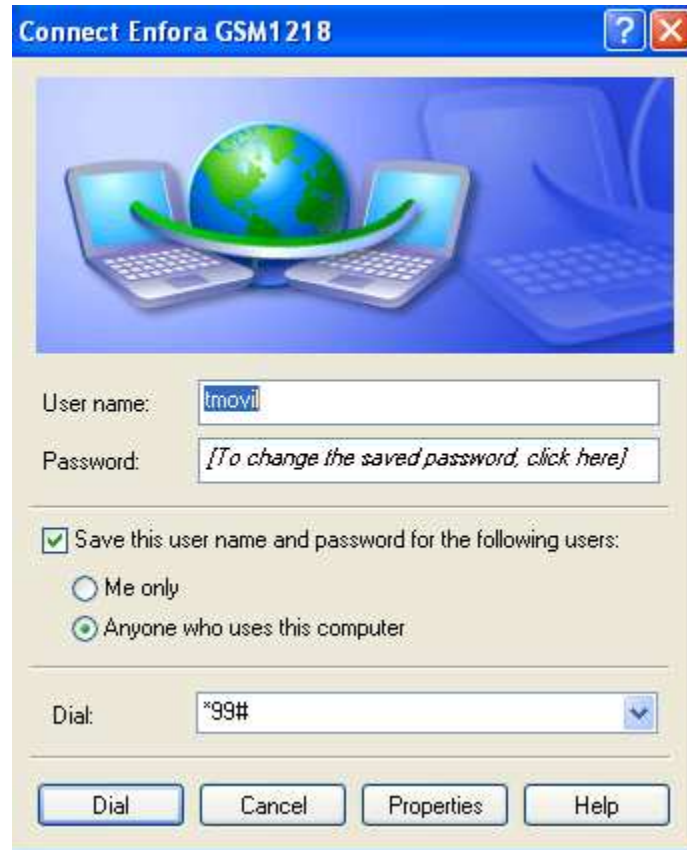 Connect Enfora GSM1218
User name: tmovil
Password: [To change the saved password, click here]
Save this user name and password for the following users:
Me only
Anyone who uses this computer
Dial: *99#
Dial Cancel Properties Help